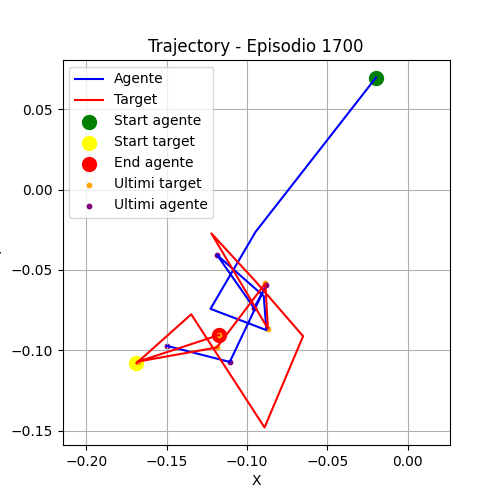 Trajectory - Episodio 1700
Agente
Target
Start agente
Start target
End agente
Ultimi target
Ultimi agente
0.05
0.00
−0.05
−0.10
−0.15
−0.20
−0.15
−0.10
−0.05
0.00
X